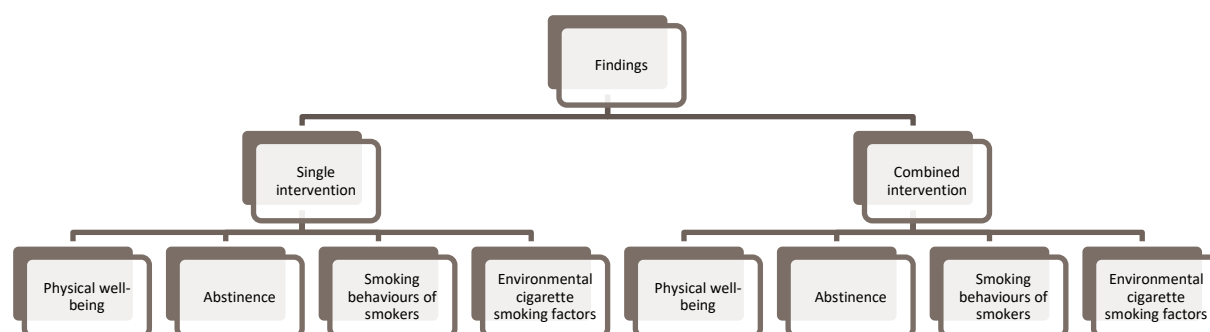 Findings
Single
intervention
Combined
intervention
Physical well-
being
Abstinence
Smoking
behaviours of
smokers
Environmental
cigarette
smoking factors
Physical well-
being
Abstinence
Smoking
behaviours of
smokers
Environmental
cigarette
smoking factors